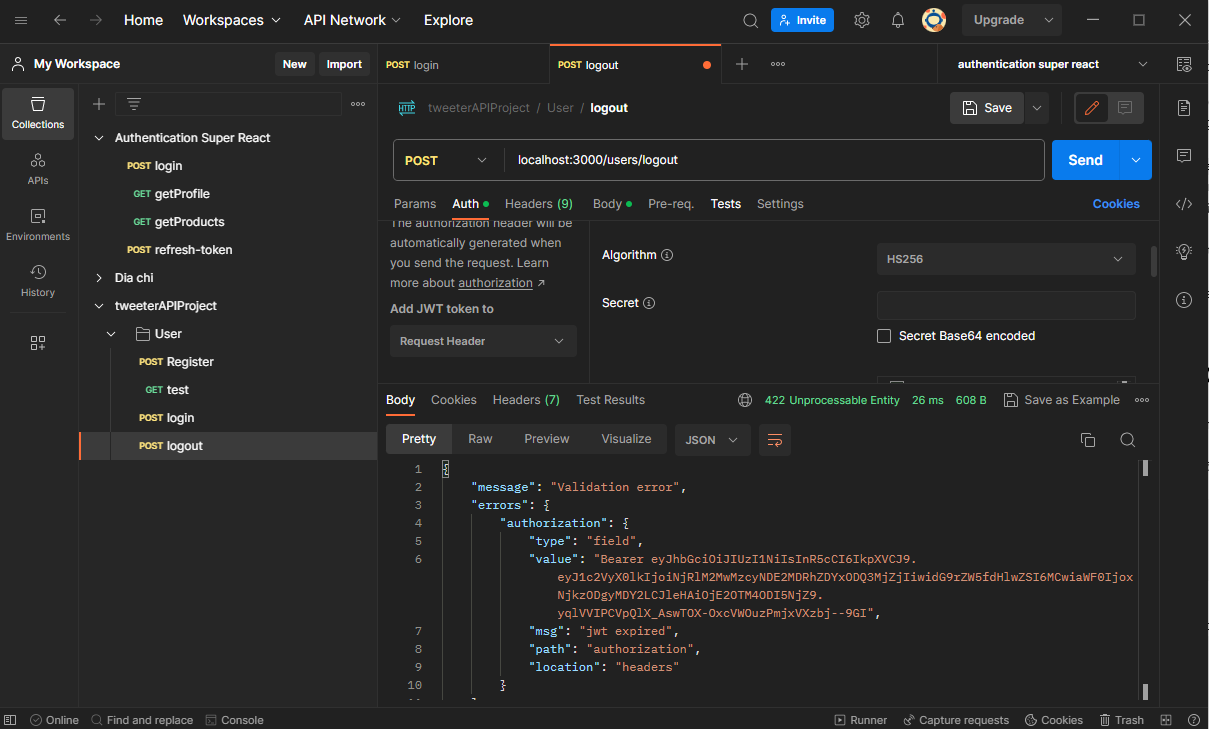 Home Workspaces API Network Explore Invite Upgrade
My Workspace New Import POST login POST logout authentication super react
Collections
APIs
Environments
History
Authentication Super React
POST login
GET getProfile
GET getProducts
POST refresh-token
Dia chi
tweeterAPIProject
User
POST Register
GET test
POST login
POST logout
HTTP tweeterAPIProject / User / logout Save
POST localhost:3000/users/logout Send
Params Auth Headers (9) Body Pre-req. Tests Settings Cookies
The authorization header will be
automatically generated when
you send the request. Learn
more about authorization
Add JWT token to
Request Header
Algorithm HS256
Secret
Secret Base64 encoded
Body Cookies Headers (7) Test Results 422 Unprocessable Entity 26 ms 608 B Save as Example
Pretty Raw Preview Visualize JSON
1 {
2 "message": "Validation error",
3 "errors": {
4 "authorization": {
5 "type": "field",
6 "value": "Bearer eyJhbGciOiJIUzI1NiIsInR5cCI6IkpXVCJ9.
eyJ1c2VyX0lkIjoiNjRlM2MwMzcyNDE2MDRhZDYxODQ3MjZjIiwidG9rZW5fdHlwZSI6MCwiaWF0Ijox
NjkzODgyMDY2LCJleHAiOjE2OTM4ODI5NjZ9.
yqlVVIPCVpQlX_AswTOX-OxcVWOuzPmjxVXzbj--9GI",
7 "msg": "jwt expired",
8 "path": "authorization",
9 "location": "headers"
10 }
Online Find and replace Console Runner Capture requests Cookies Trash